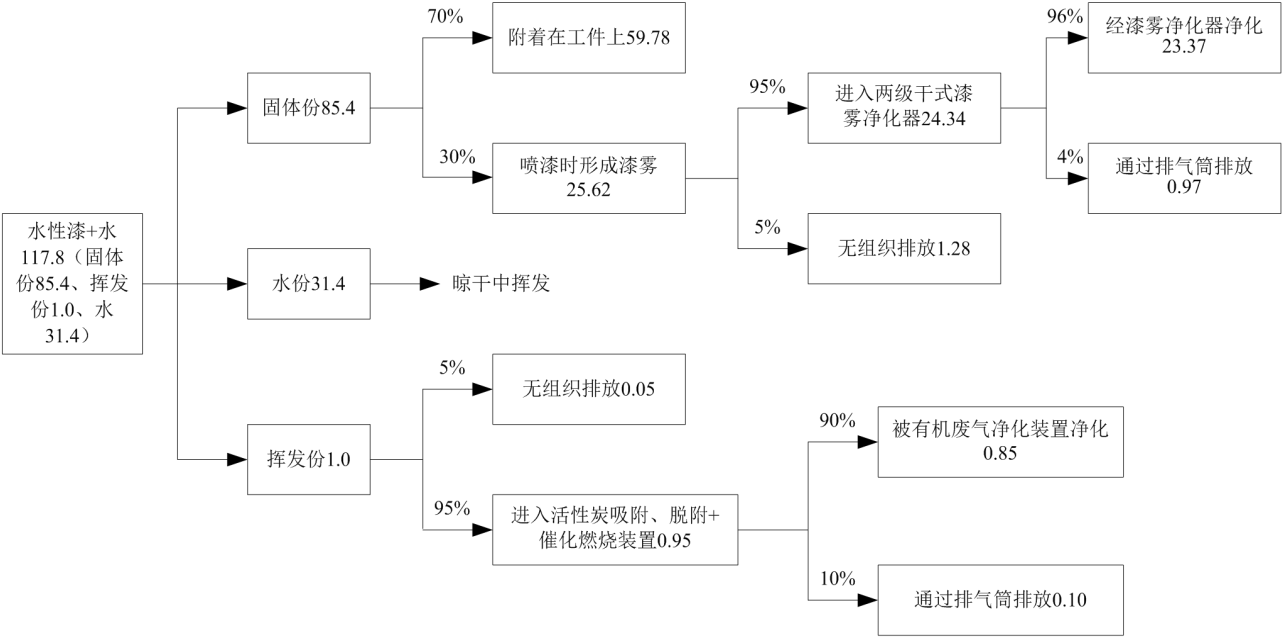 水性漆+水
117.8（固体
份85.4、挥发
份1.0、水
31.4）
固体份85.4
70%
附着在工件上59.78
30%
喷漆时形成漆雾
25.62
95%
进入两级干式漆
雾净化器24.34
96%
经漆雾净化器净化
23.37
4%
通过排气筒排放
0.97
5%
无组织排放1.28
水份31.4
晾干中挥发
挥发份1.0
5%
无组织排放0.05
95%
进入活性炭吸附、脱附+
催化燃烧装置0.95
90%
被有机废气净化装置净化
0.85
10%
通过排气筒排放0.10